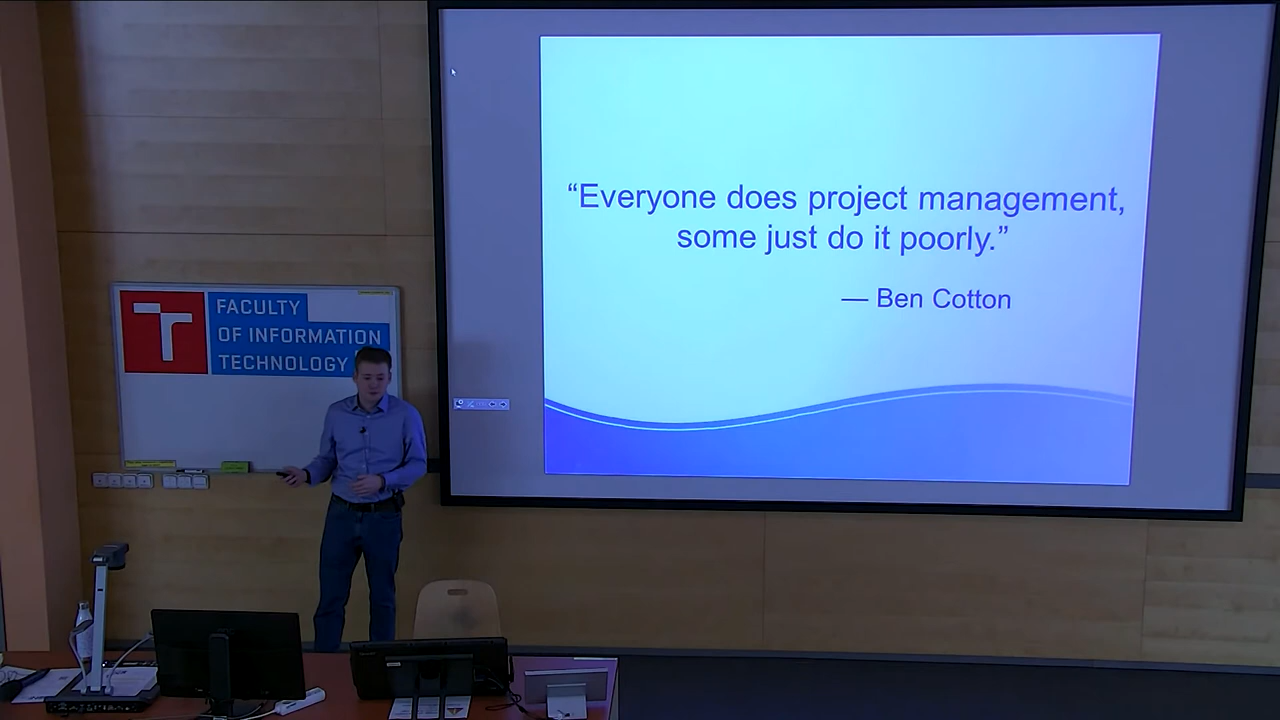 “Everyone does project management,
some just do it poorly.”
— Ben Cotton
FACULTY
OF INFORMATION
TECHNOLOGY